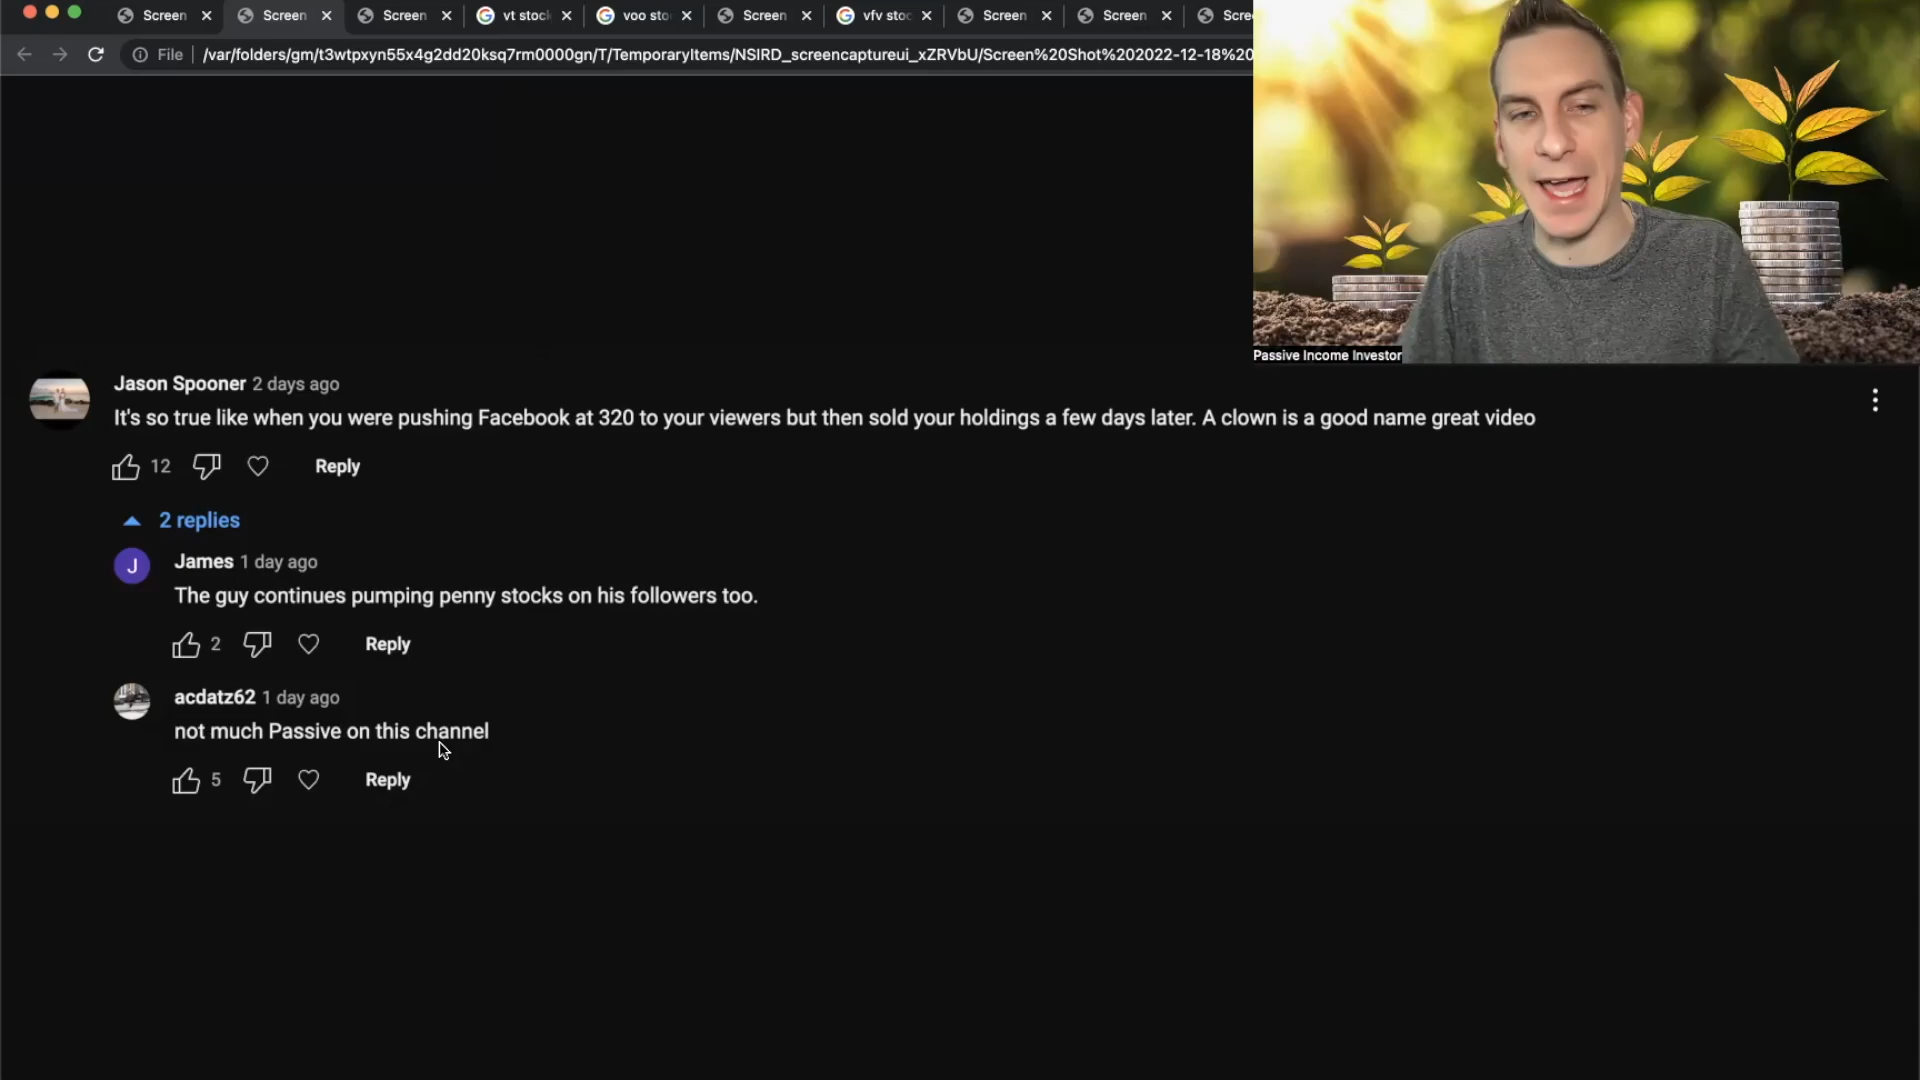 Screen
Screen
Screen
vt stock
voo sto
Screen
vfv stoc
Screen
Screen
Scre
File
/var/folders/gm/t3wtpxyn55x4g2dd20ksq7rm0000gn/T/TemporaryItems/NSIRD_screencaptureui_xZRVbU/Screen%20Shot%202022-12-18%20
Passive Income Investor
Jason Spooner 2 days ago
It's so true like when you were pushing Facebook at 320 to your viewers but then sold your holdings a few days later. A clown is a good name great video
12 Reply
2 replies
J
James 1 day ago
The guy continues pumping penny stocks on his followers too.
2 Reply
acdatz62 1 day ago
not much Passive on this channel
5 Reply